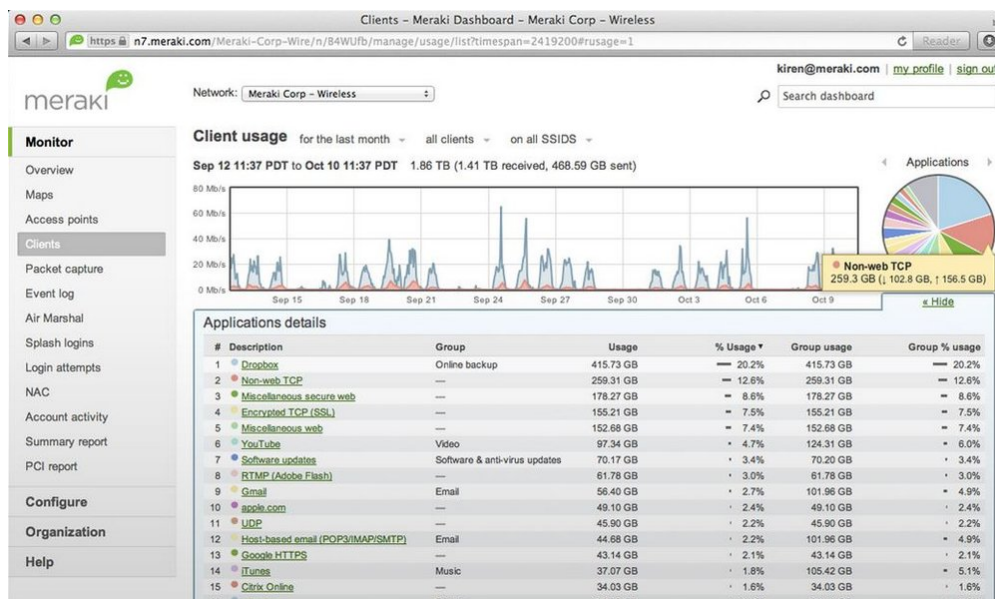 Clients – Meraki Dashboard – Meraki Corp – Wireless
https n7.meraki.com/Meraki-Corp-Wire/n/B4WUfb/manage/usage/list?timespan=2419200#rusage=1 Reader
kiren@meraki.com | my profile | sign out
meraki
Network: Meraki Corp – Wireless
Search dashboard
Monitor
Overview
Maps
Access points
Clients
Packet capture
Event log
Air Marshal
Splash logins
Login attempts
NAC
Account activity
Summary report
PCI report
Configure
Organization
Help
Client usage for the last month all clients on all SSIDS
Sep 12 11:37 PDT to Oct 10 11:37 PDT 1.86 TB (1.41 TB received, 468.59 GB sent)
80 Mb/s
60 Mb/s
40 Mb/s
20 Mb/s
0 Mb/s
Sep 15 Sep 18 Sep 21 Sep 24 Sep 27 Sep 30 Oct 3 Oct 6 Oct 9
Applications
Non-web TCP
259.3 GB (↓ 102.8 GB, ↑ 156.5 GB)
« Hide
Applications details
# Description Group Usage % Usage ▼ Group usage Group % usage
1 Dropbox Online backup 415.73 GB 20.2% 415.73 GB 20.2%
2 Non-web TCP — 259.31 GB 12.6% 259.31 GB 12.6%
3 Miscellaneous secure web — 178.27 GB 8.6% 178.27 GB 8.6%
4 Encrypted TCP (SSL) — 155.21 GB 7.5% 155.21 GB 7.5%
5 Miscellaneous web — 152.68 GB 7.4% 152.68 GB 7.4%
6 YouTube Video 97.34 GB 4.7% 124.31 GB 6.0%
7 Software updates Software & anti-virus updates 70.17 GB 3.4% 70.20 GB 3.4%
8 RTMP (Adobe Flash) — 61.78 GB 3.0% 61.78 GB 3.0%
9 Gmail Email 56.40 GB 2.7% 101.96 GB 4.9%
10 apple.com — 49.10 GB 2.4% 49.10 GB 2.4%
11 UDP — 45.90 GB 2.2% 45.90 GB 2.2%
12 Host-based email (POP3/IMAP/SMTP) Email 44.68 GB 2.2% 101.96 GB 4.9%
13 Google HTTPS — 43.14 GB 2.1% 43.14 GB 2.1%
14 iTunes Music 37.07 GB 1.8% 105.42 GB 5.1%
15 Citrix Online — 34.03 GB 1.6% 34.03 GB 1.6%